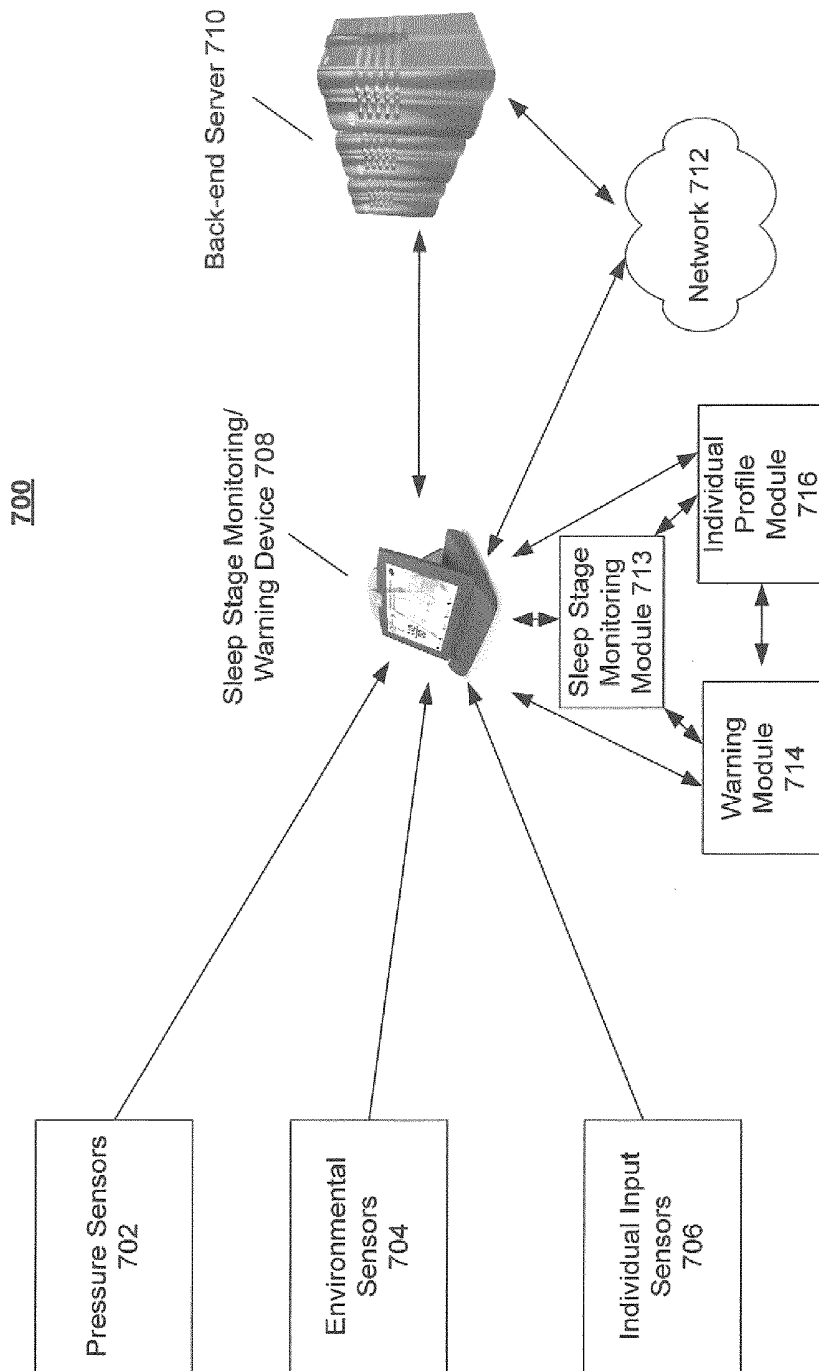 700
Pressure Sensors
702
Environmental
Sensors
704
Individual Input
Sensors
706
Sleep Stage Monitoring/
Warning Device 708
Back-end Server 710
Sleep Stage
Monitoring
Module 713
Warning
Module
714
Individual
Profile
Module
716
Network 712